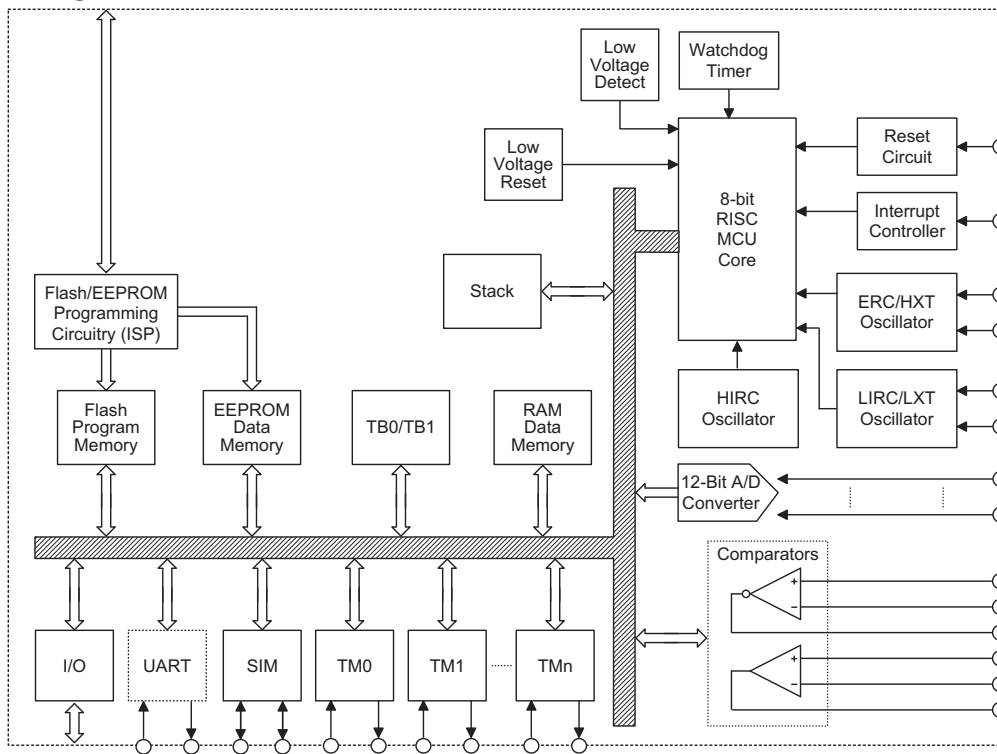 Low
Voltage
Detect
Watchdog
Timer
Low
Voltage
Reset
8-bit
RISC
MCU
Core
Reset
Circuit
Interrupt
Controller
Stack
Flash/EEPROM
Programming
Circuitry (ISP)
ERC/HXT
Oscillator
HIRC
Oscillator
LIRC/LXT
Oscillator
Flash
Program
Memory
EEPROM
Data
Memory
TB0/TB1
RAM
Data
Memory
12-Bit A/D
Converter
Comparators
+
−
+
−
I/O
UART
SIM
TM0
TM1
TMn